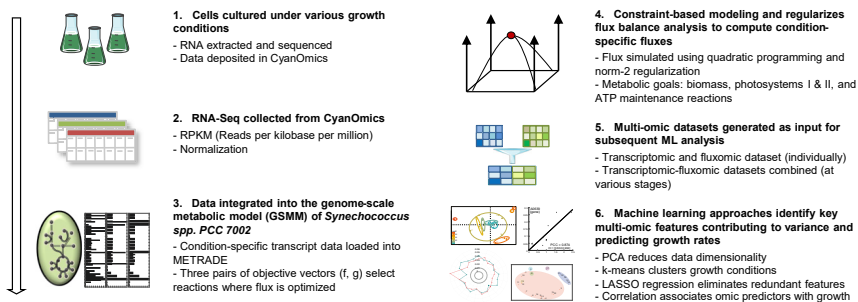 1. Cells cultured under various growth
conditions
- RNA extracted and sequenced
- Data deposited in CyanOmics
2. RNA-Seq collected from CyanOmics
- RPKM (Reads per kilobase per million)
- Normalization
3. Data integrated into the genome-scale
metabolic model (GSMM) of Synechococcus
spp. PCC 7002
- Condition-specific transcript data loaded into
METRADE
- Three pairs of objective vectors (f, g) select
reactions where flux is optimized
4. Constraint-based modeling and regularizes
flux balance analysis to compute condition-
specific fluxes
- Flux simulated using quadratic programming and
norm-2 regularization
- Metabolic goals: biomass, photosystems I & II, and
ATP maintenance reactions
5. Multi-omic datasets generated as input for
subsequent ML analysis
- Transcriptomic and fluxomic dataset (individually)
- Transcriptomic-fluxomic datasets combined (at
various stages)
6. Machine learning approaches identify key
multi-omic features contributing to variance and
predicting growth rates
- PCA reduces data dimensionality
- k-means clusters growth conditions
- LASSO regression eliminates redundant features
- Correlation associates omic predictors with growth